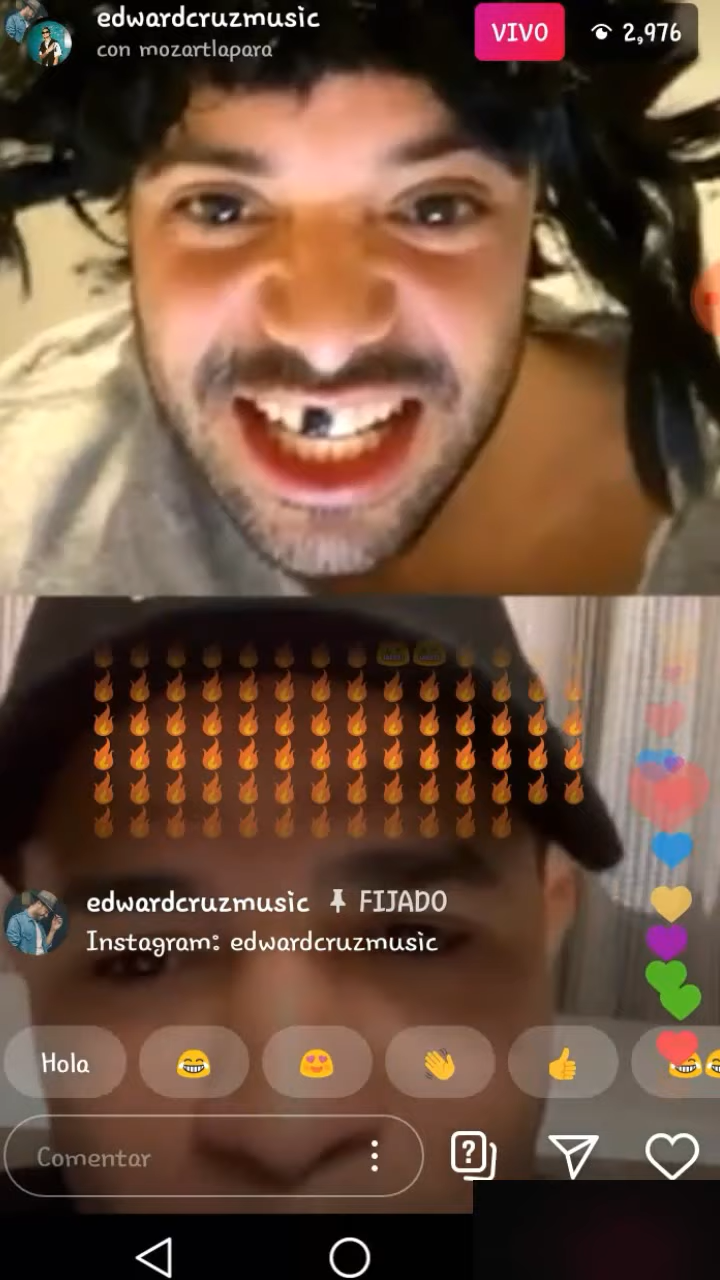 edwardcruzmusic
con mozartlapara
VIVO
2,976
edwardcruzmusic FIJADO
Instagram: edwardcruzmusic
Hola
Comentar